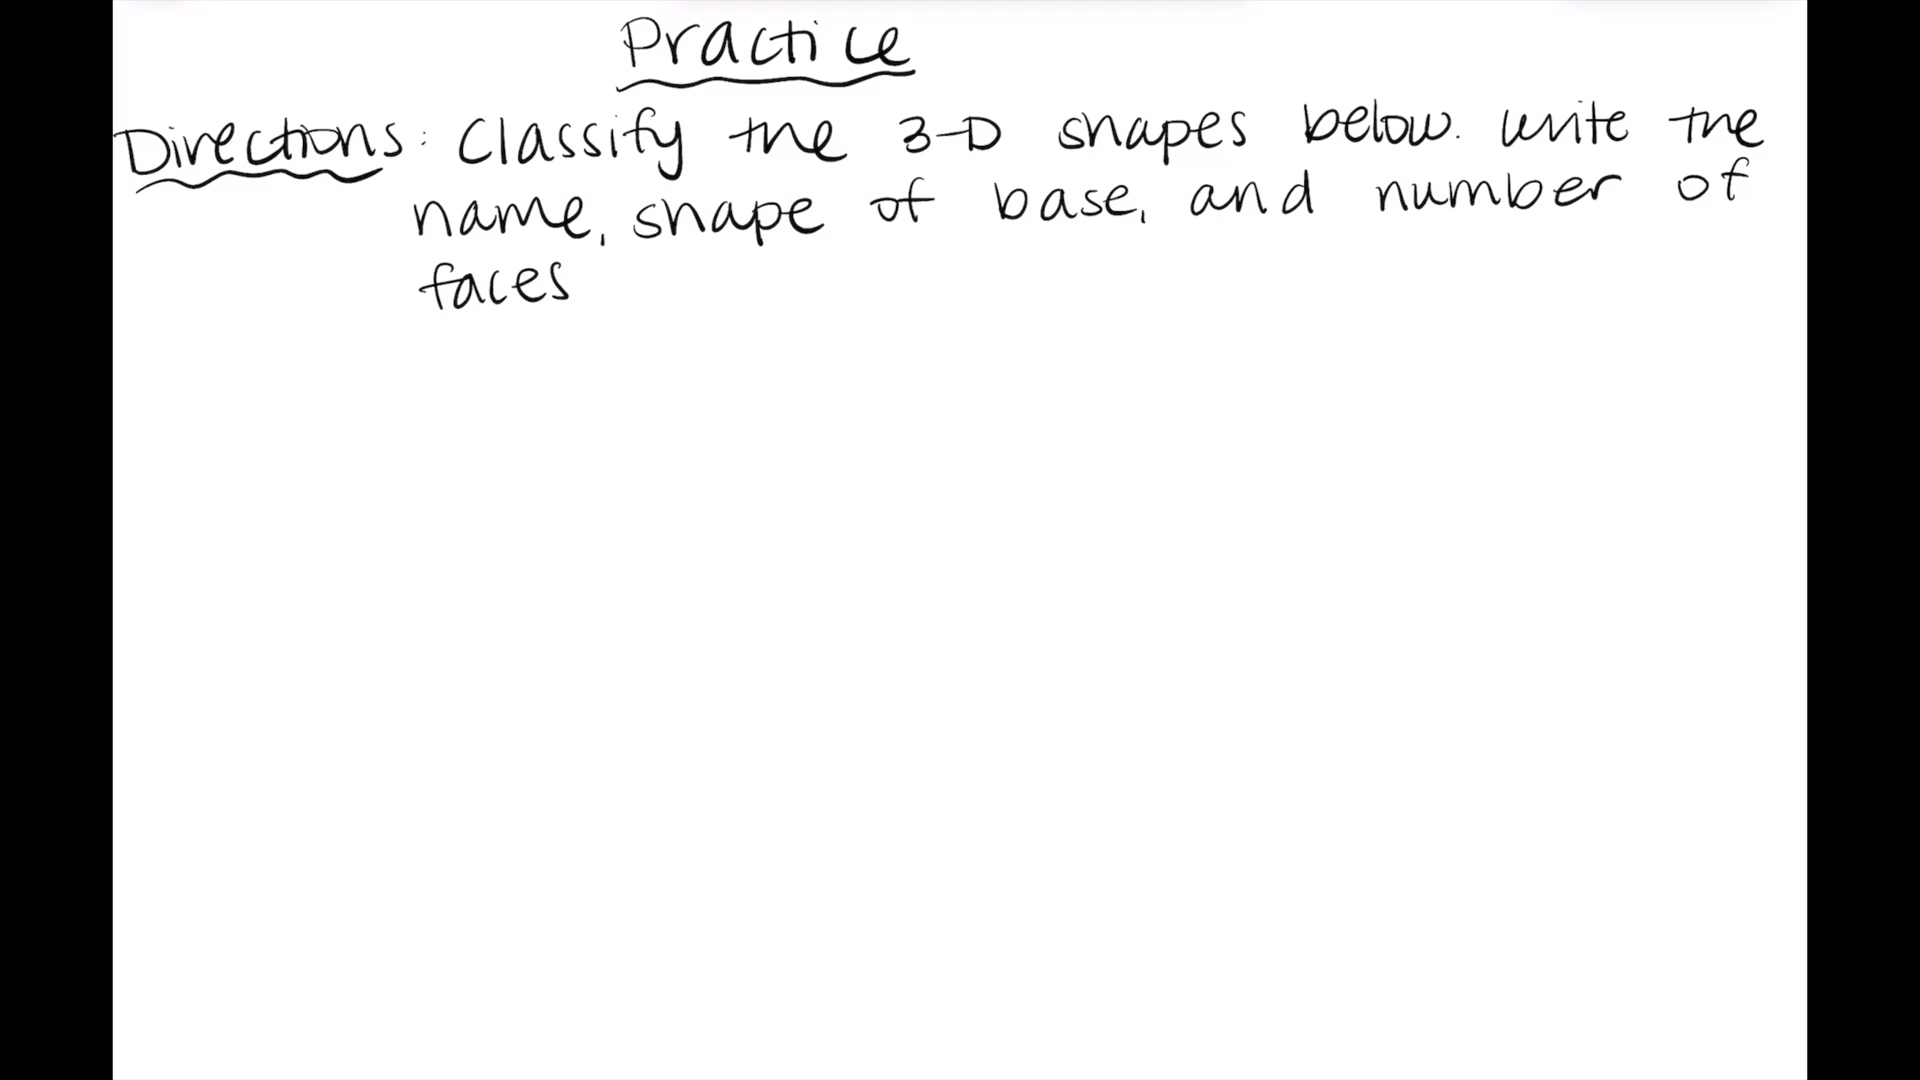 Practice
Directions: Classify the 3-D shapes below. Write the
name, shape of base, and number of
faces